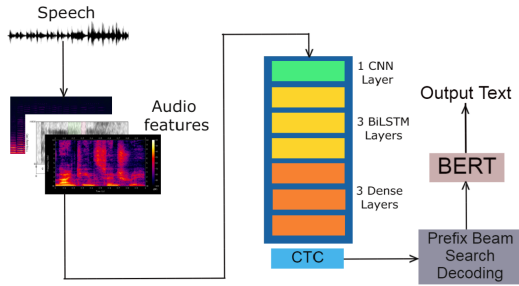 Speech
Audio
features
1 CNN
Layer
3 BiLSTM
Layers
3 Dense
Layers
CTC
Prefix Beam
Search
Decoding
BERT
Output Text